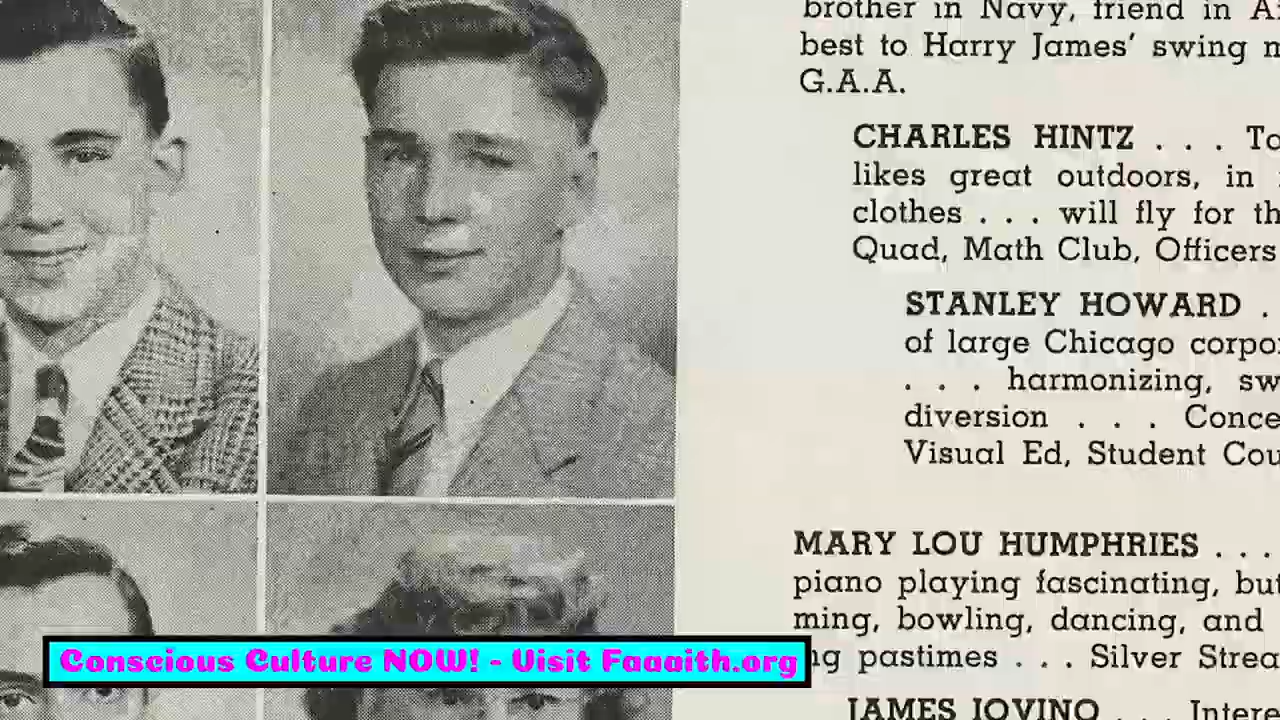 brother in Navy, friend in
best to Harry James' swing
G.A.A.
CHARLES HINTZ . . .
likes great outdoors, in
clothes . . . will fly for
Quad, Math Club, Officers
STANLEY HOWARD .
of large Chicago
. . . harmonizing,
diversion . . .
Visual Ed, Student
MARY LOU HUMPHRIES . . .
piano playing fascinating,
ming, bowling, dancing, and
ng pastimes . . . Silver
JAMES IOVINO . . .
Conscious Culture NOW! - Visit Faaaith.org